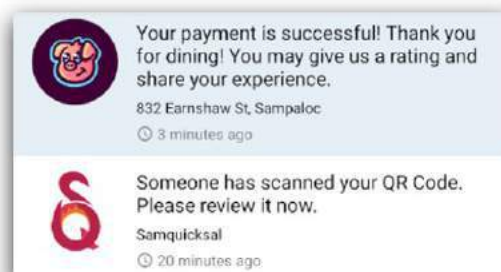 Your payment is successful! Thank you
for dining! You may give us a rating and
share your experience.
832 Earnshaw St, Sampaloc
3 minutes ago
Someone has scanned your QR Code.
Please review it now.
Samquicksal
20 minutes ago